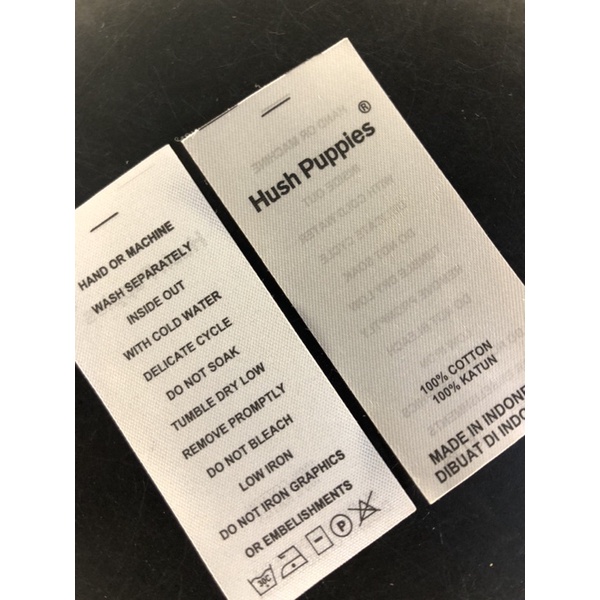 HAND OR MACHINE
WASH SEPARATELY
INSIDE OUT
WITH COLD WATER
DELICATE CYCLE
DO NOT SOAK
TUMBLE DRY LOW
REMOVE PROMPTLY
DO NOT BLEACH
LOW IRON
DO NOT IRON GRAPHICS
OR EMBELISHMENTS
30C
P
Hush Puppies®
100% COTTON
100% KATUN
MADE IN INDONE
DIBUAT DI INDO